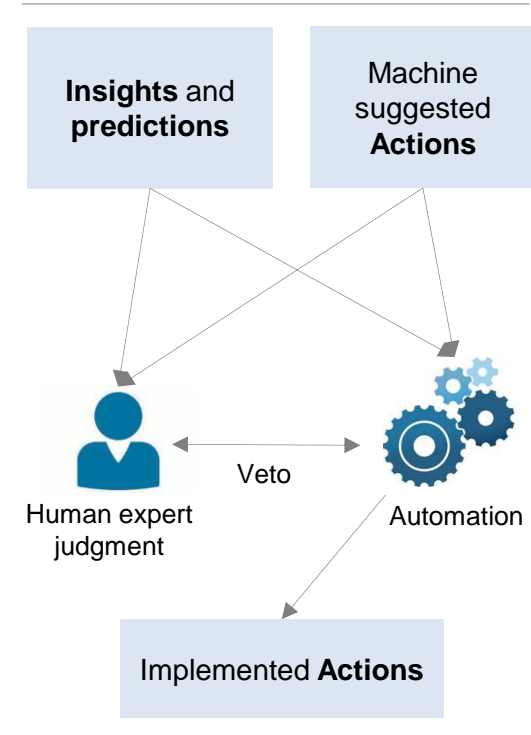 Insights and
predictions
Machine
suggested
Actions
Veto
Human expert
judgment
Automation
Implemented Actions